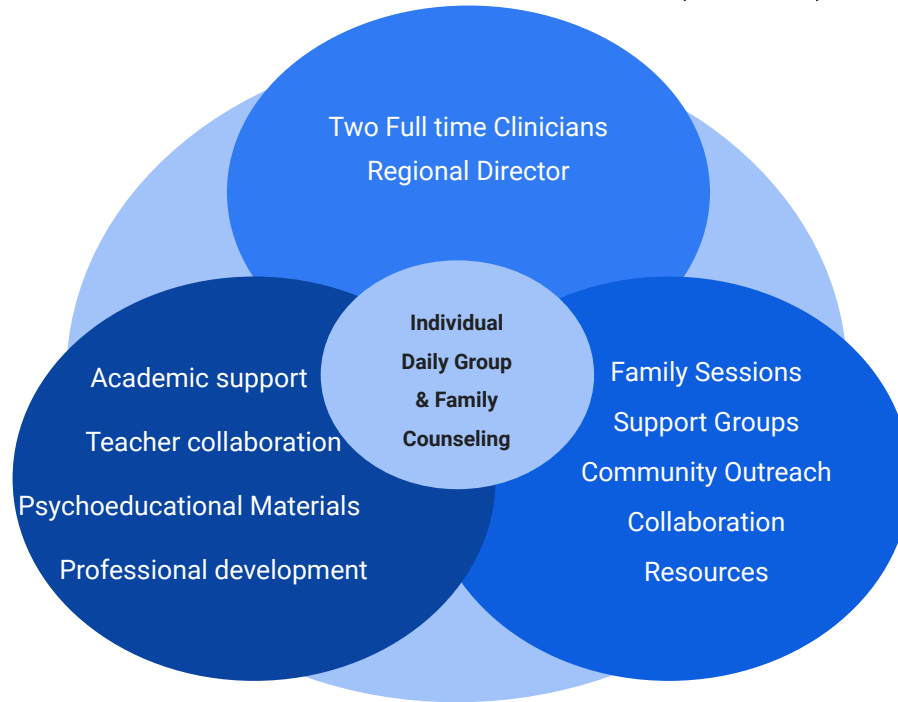 Two Full time Clinicians
Regional Director
Individual
Daily Group
& Family
Counseling
Academic support
Teacher collaboration
Psychoeducational Materials
Professional development
Family Sessions
Support Groups
Community Outreach
Collaboration
Resources